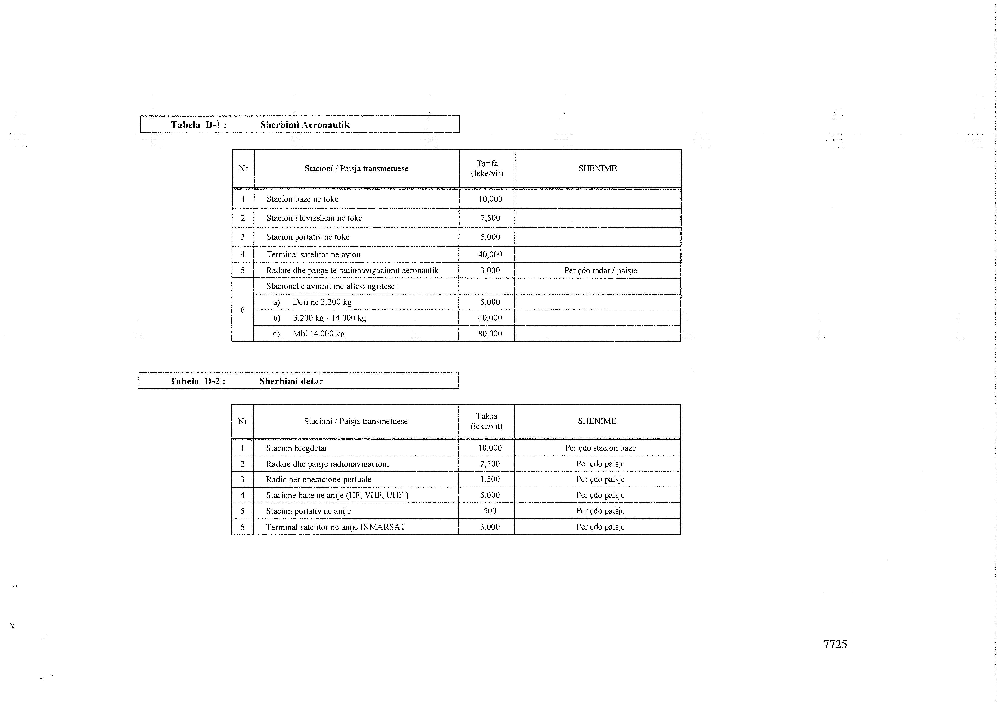 Tabela D-1 : Sherbimi Aeronautik
Nr Stacioni / Paisja transmetuese Tarifa (leke/vit) SHENIME
1 Stacion baze ne toke 10,000
2 Stacion i levizshem ne toke 7,500
3 Stacion portativ ne toke 5,000
4 Terminal satelitor ne avion 40,000
5 Radare dhe paisje te radionavigacionit aeronautik 3,000 Per çdo radar / paisje
6 Stacionet e avionit me aftesi ngritese :
a) Deri ne 3.200 kg 5,000
b) 3.200 kg - 14.000 kg 40,000
c) Mbi 14.000 kg 80,000
Tabela D-2 : Sherbimi detar
Nr Stacioni / Paisja transmetuese Taksa (leke/vit) SHENIME
1 Stacion bregdetar 10,000 Per çdo stacion baze
2 Radare dhe paisje radionavigacioni 2,500 Per çdo paisje
3 Radio per operacione portuale 1,500 Per çdo paisje
4 Stacione baze ne anije (HF, VHF, UHF ) 5,000 Per çdo paisje
5 Stacion portativ ne anije 500 Per çdo paisje
6 Terminal satelitor ne anije INMARSAT 3,000 Per çdo paisje
7725